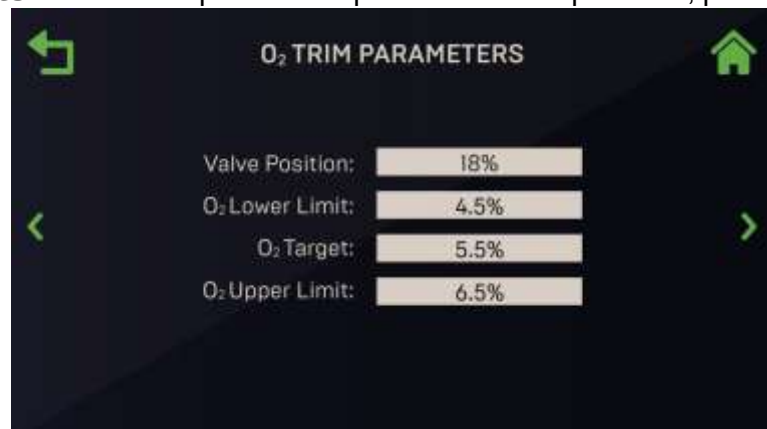 O₂ TRIM PARAMETERS
Valve Position: 18%
O₂ Lower Limit: 4.5%
O₂ Target: 5.5%
O₂ Upper Limit: 6.5%